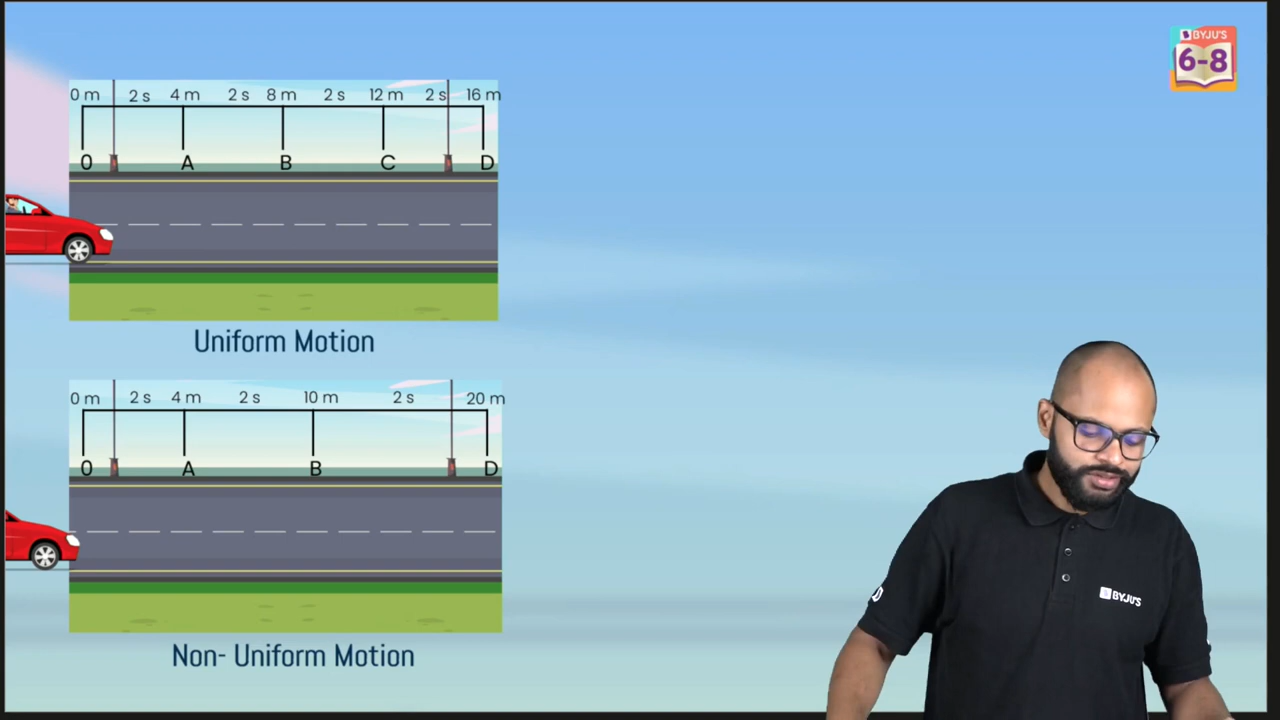 BYJU'S
6-8
0 m 2 s 4 m 2 s 8 m 2 s 12 m 2 s 16 m
0 A B C D
Uniform Motion
0 m 2 s 4 m 2 s 10 m 2 s 20 m
0 A B D
Non- Uniform Motion
BYJU'S